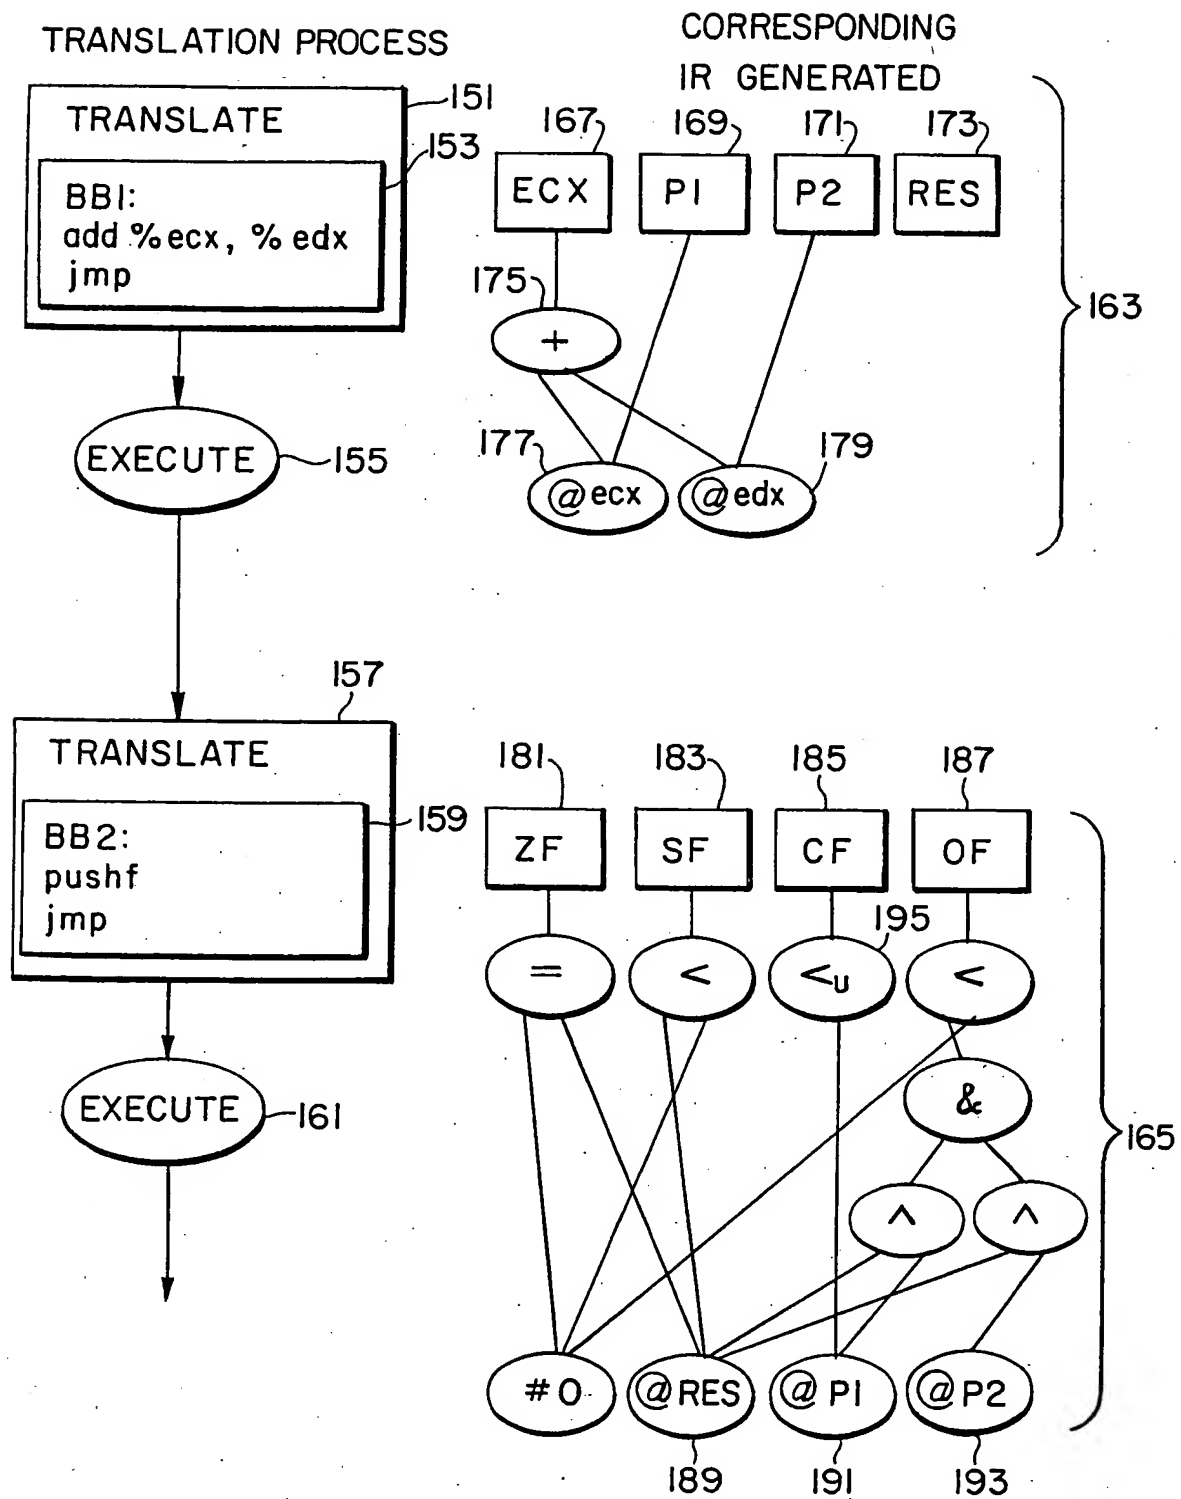 TRANSLATION PROCESS
CORRESPONDING
IR GENERATED
TRANSLATE
151
153
BB1:
add %ecx, %edx
jmp
167
169
171
173
ECX
P1
P2
RES
163
175
+
EXECUTE
155
177
179
@ecx
@edx
157
TRANSLATE
159
BB2:
pushf
jmp
181
183
185
187
ZF
SF
CF
OF
195
=
<
<u
<
&
EXECUTE
161
165
^
^
#0
@RES
@P1
@P2
189
191
193